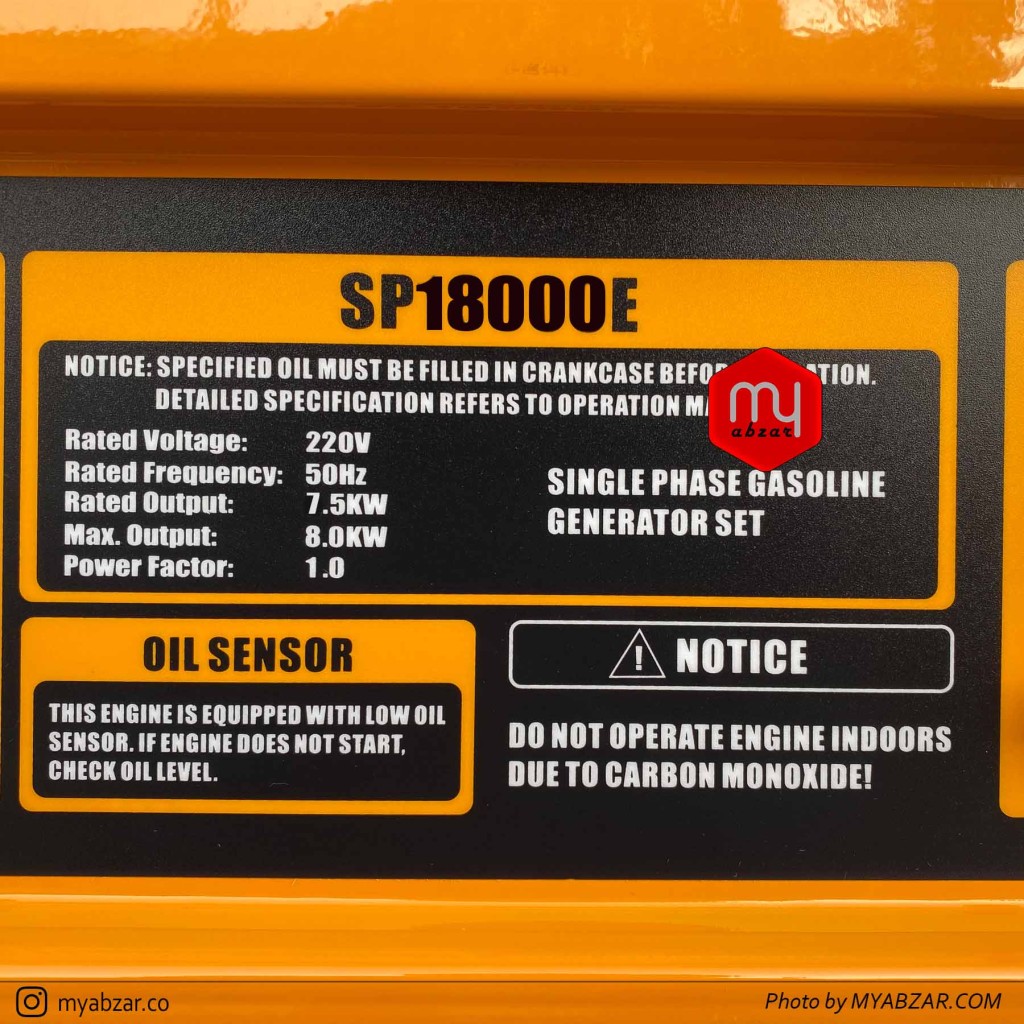 SP18000E
NOTICE: SPECIFIED OIL MUST BE FILLED IN CRANKCASE
DETAILED SPECIFICATION REFERS TO OPERATION
my
abzar
Rated Voltage: 220V
Rated Frequency: 50Hz
Rated Output: 7.5KW
Max. Output: 8.0KW
Power Factor: 1.0
SINGLE PHASE GASOLINE
GENERATOR SET
OIL SENSOR
THIS ENGINE IS EQUIPPED WITH LOW OIL
SENSOR. IF ENGINE DOES NOT START,
CHECK OIL LEVEL.
! NOTICE
DO NOT OPERATE ENGINE INDOORS
DUE TO CARBON MONOXIDE!
myabzar.co
Photo by MYABZAR.COM